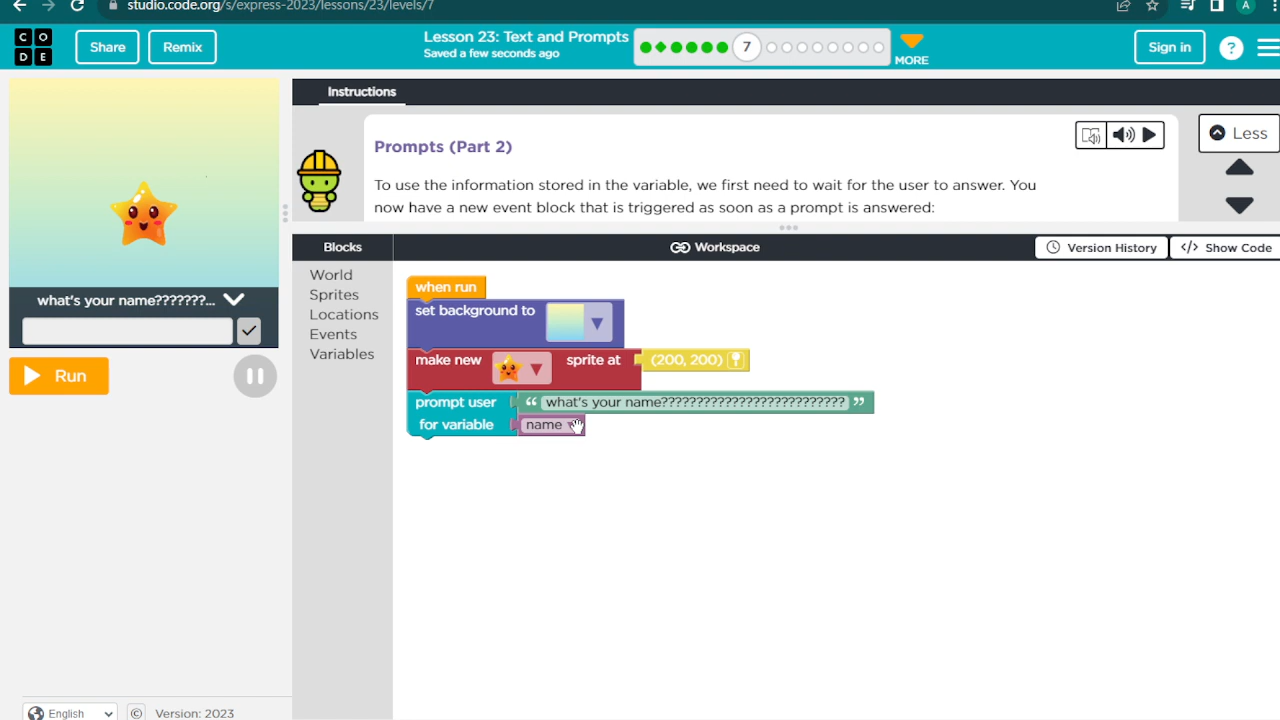 studio.code.org/s/express-2023/lessons/23/levels/7
A
C O
D E
Share
Remix
Lesson 23: Text and Prompts
Saved a few seconds ago
7
MORE
Sign in
?
Instructions
Prompts (Part 2)
Less
To use the information stored in the variable, we first need to wait for the user to answer. You
now have a new event block that is triggered as soon as a prompt is answered:
Blocks
Workspace
Version History
</> Show Code
World
Sprites
Locations
Events
Variables
what's your name???????...
Run
when run
set background to
make new sprite at (200, 200)
prompt user “ what's your name?????????????????????????? ”
for variable name
English
© Version: 2023